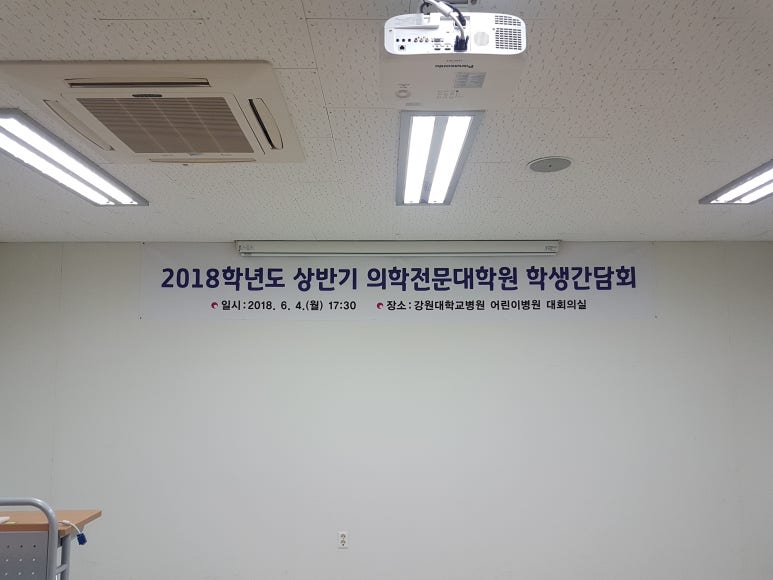 Panasonic
2018학년도 상반기 의학전문대학원 학생간담회
일시:2018. 6. 4.(월) 17:30 장소:강원대학교병원 어린이병원 대회의실